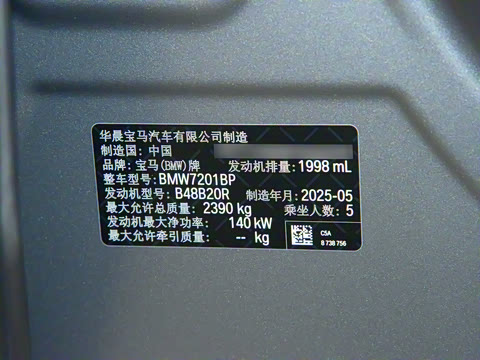 华晨宝马汽车有限公司制造
制造国: 中国
品牌: 宝马(BMW)牌 发动机排量: 1998 mL
整车型号: BMW7201BP
发动机型号: B48B20R 制造年月: 2025-05
最大允许总质量: 2390 kg 乘坐人数: 5
发动机最大净功率: 140 kW
最大允许牵引质量: -- kg
C5A
8 738 756